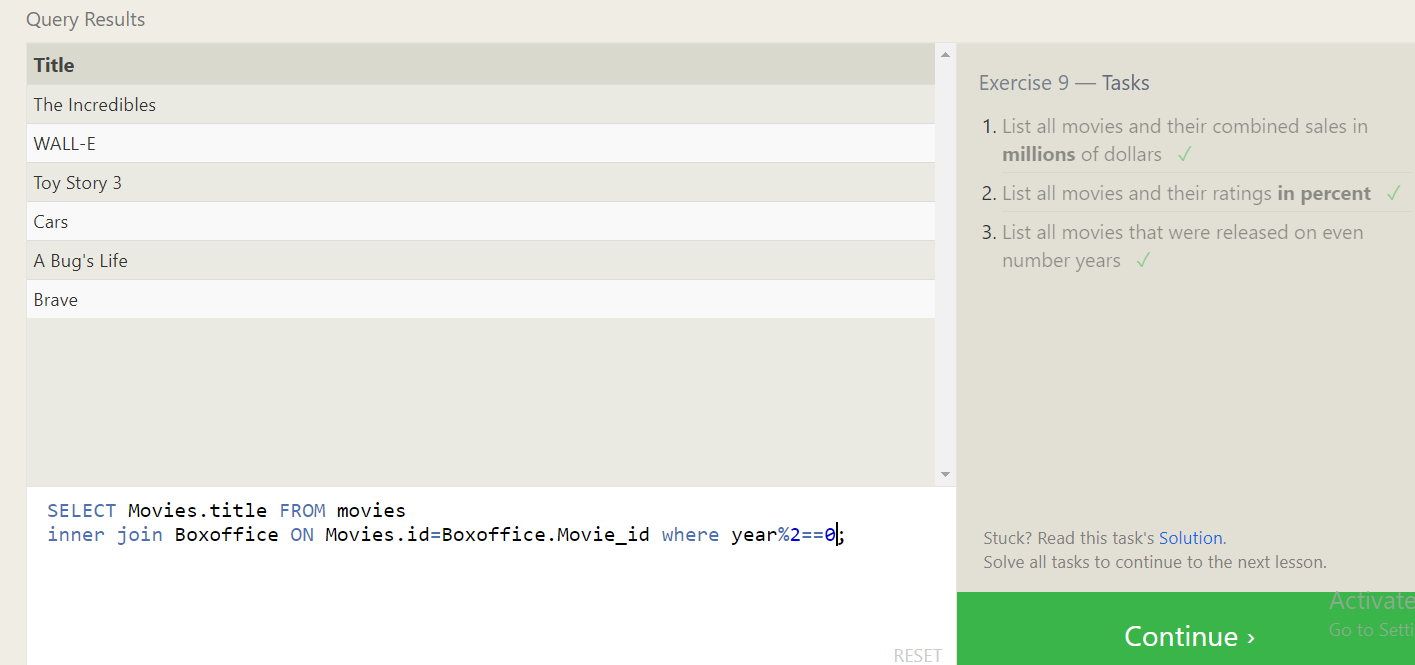 Query Results
Title
The Incredibles
WALL-E
Toy Story 3
Cars
A Bug's Life
Brave
SELECT Movies.title FROM movies
inner join Boxoffice ON Movies.id=Boxoffice.Movie_id where year%2==0;
RESET
Exercise 9 — Tasks
1. List all movies and their combined sales in
millions of dollars ✓
2. List all movies and their ratings in percent ✓
3. List all movies that were released on even
number years ✓
Stuck? Read this task's Solution.
Solve all tasks to continue to the next lesson.
Continue ›
Activate
Go to Setti